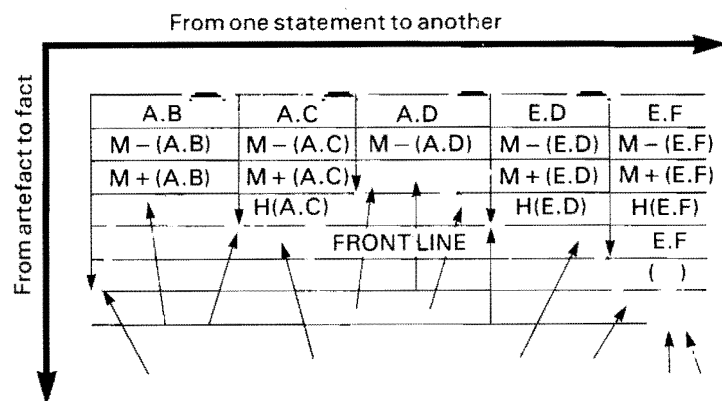 From one statement to another
From artefact to fact
A.B A.C A.D E.D E.F
M – (A.B) M – (A.C) M – (A.D) M – (E.D) M – (E.F)
M + (A.B) M + (A.C) M + (E.D) M + (E.F)
H(A.C) H(E.D) H(E.F)
FRONT LINE E.F
( )